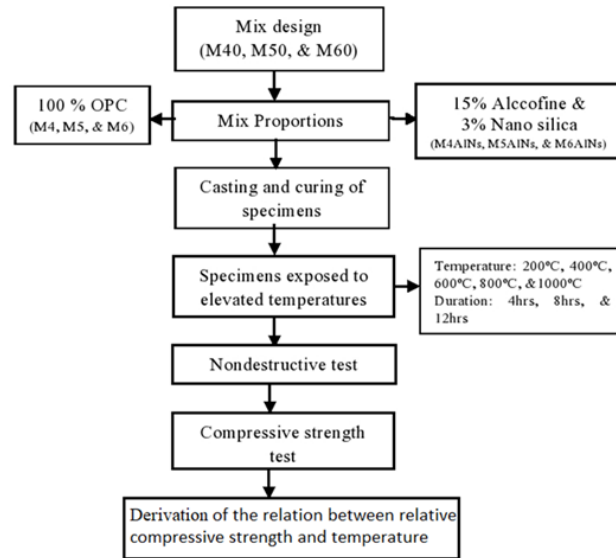 Mix design
(M40, M50, & M60)
100 % OPC
(M4, M5, & M6)
Mix Proportions
15% Alccofine &
3% Nano silica
(M4AlNs, M5AlNs, & M6AlNs)
Casting and curing of
specimens
Specimens exposed to
elevated temperatures
Temperature: 200°C, 400°C,
600°C, 800°C, &1000°C
Duration: 4hrs, 8hrs, &
12hrs
Nondestructive test
Compressive strength
test
Derivation of the relation between relative
compressive strength and temperature